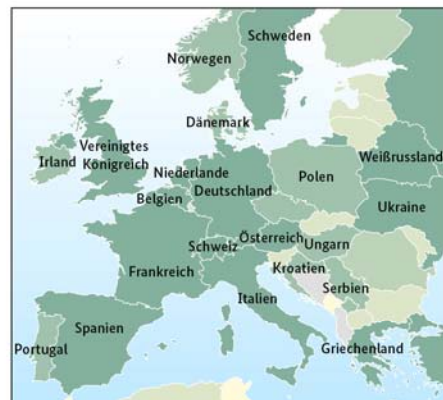 Schweden
Norwegen
Dänemark
Vereinigtes
Königreich
Irland
Niederlande
Weißrussland
Polen
Deutschland
Belgien
Ukraine
Österreich
Schweiz
Ungarn
Kroatien
Frankreich
Serbien
Italien
Spanien
Portugal
Griechenland